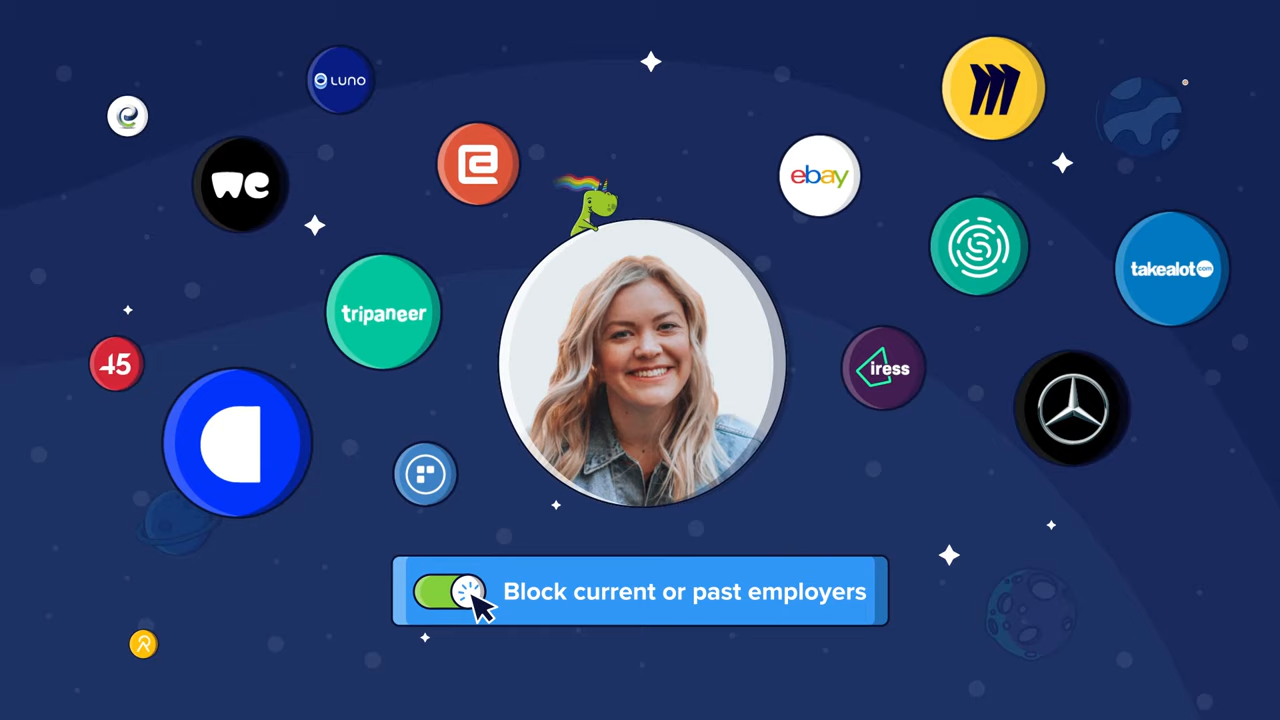 LUNO
we
ebay
takealot
com
tripaneer
45
iress
Block current or past employers